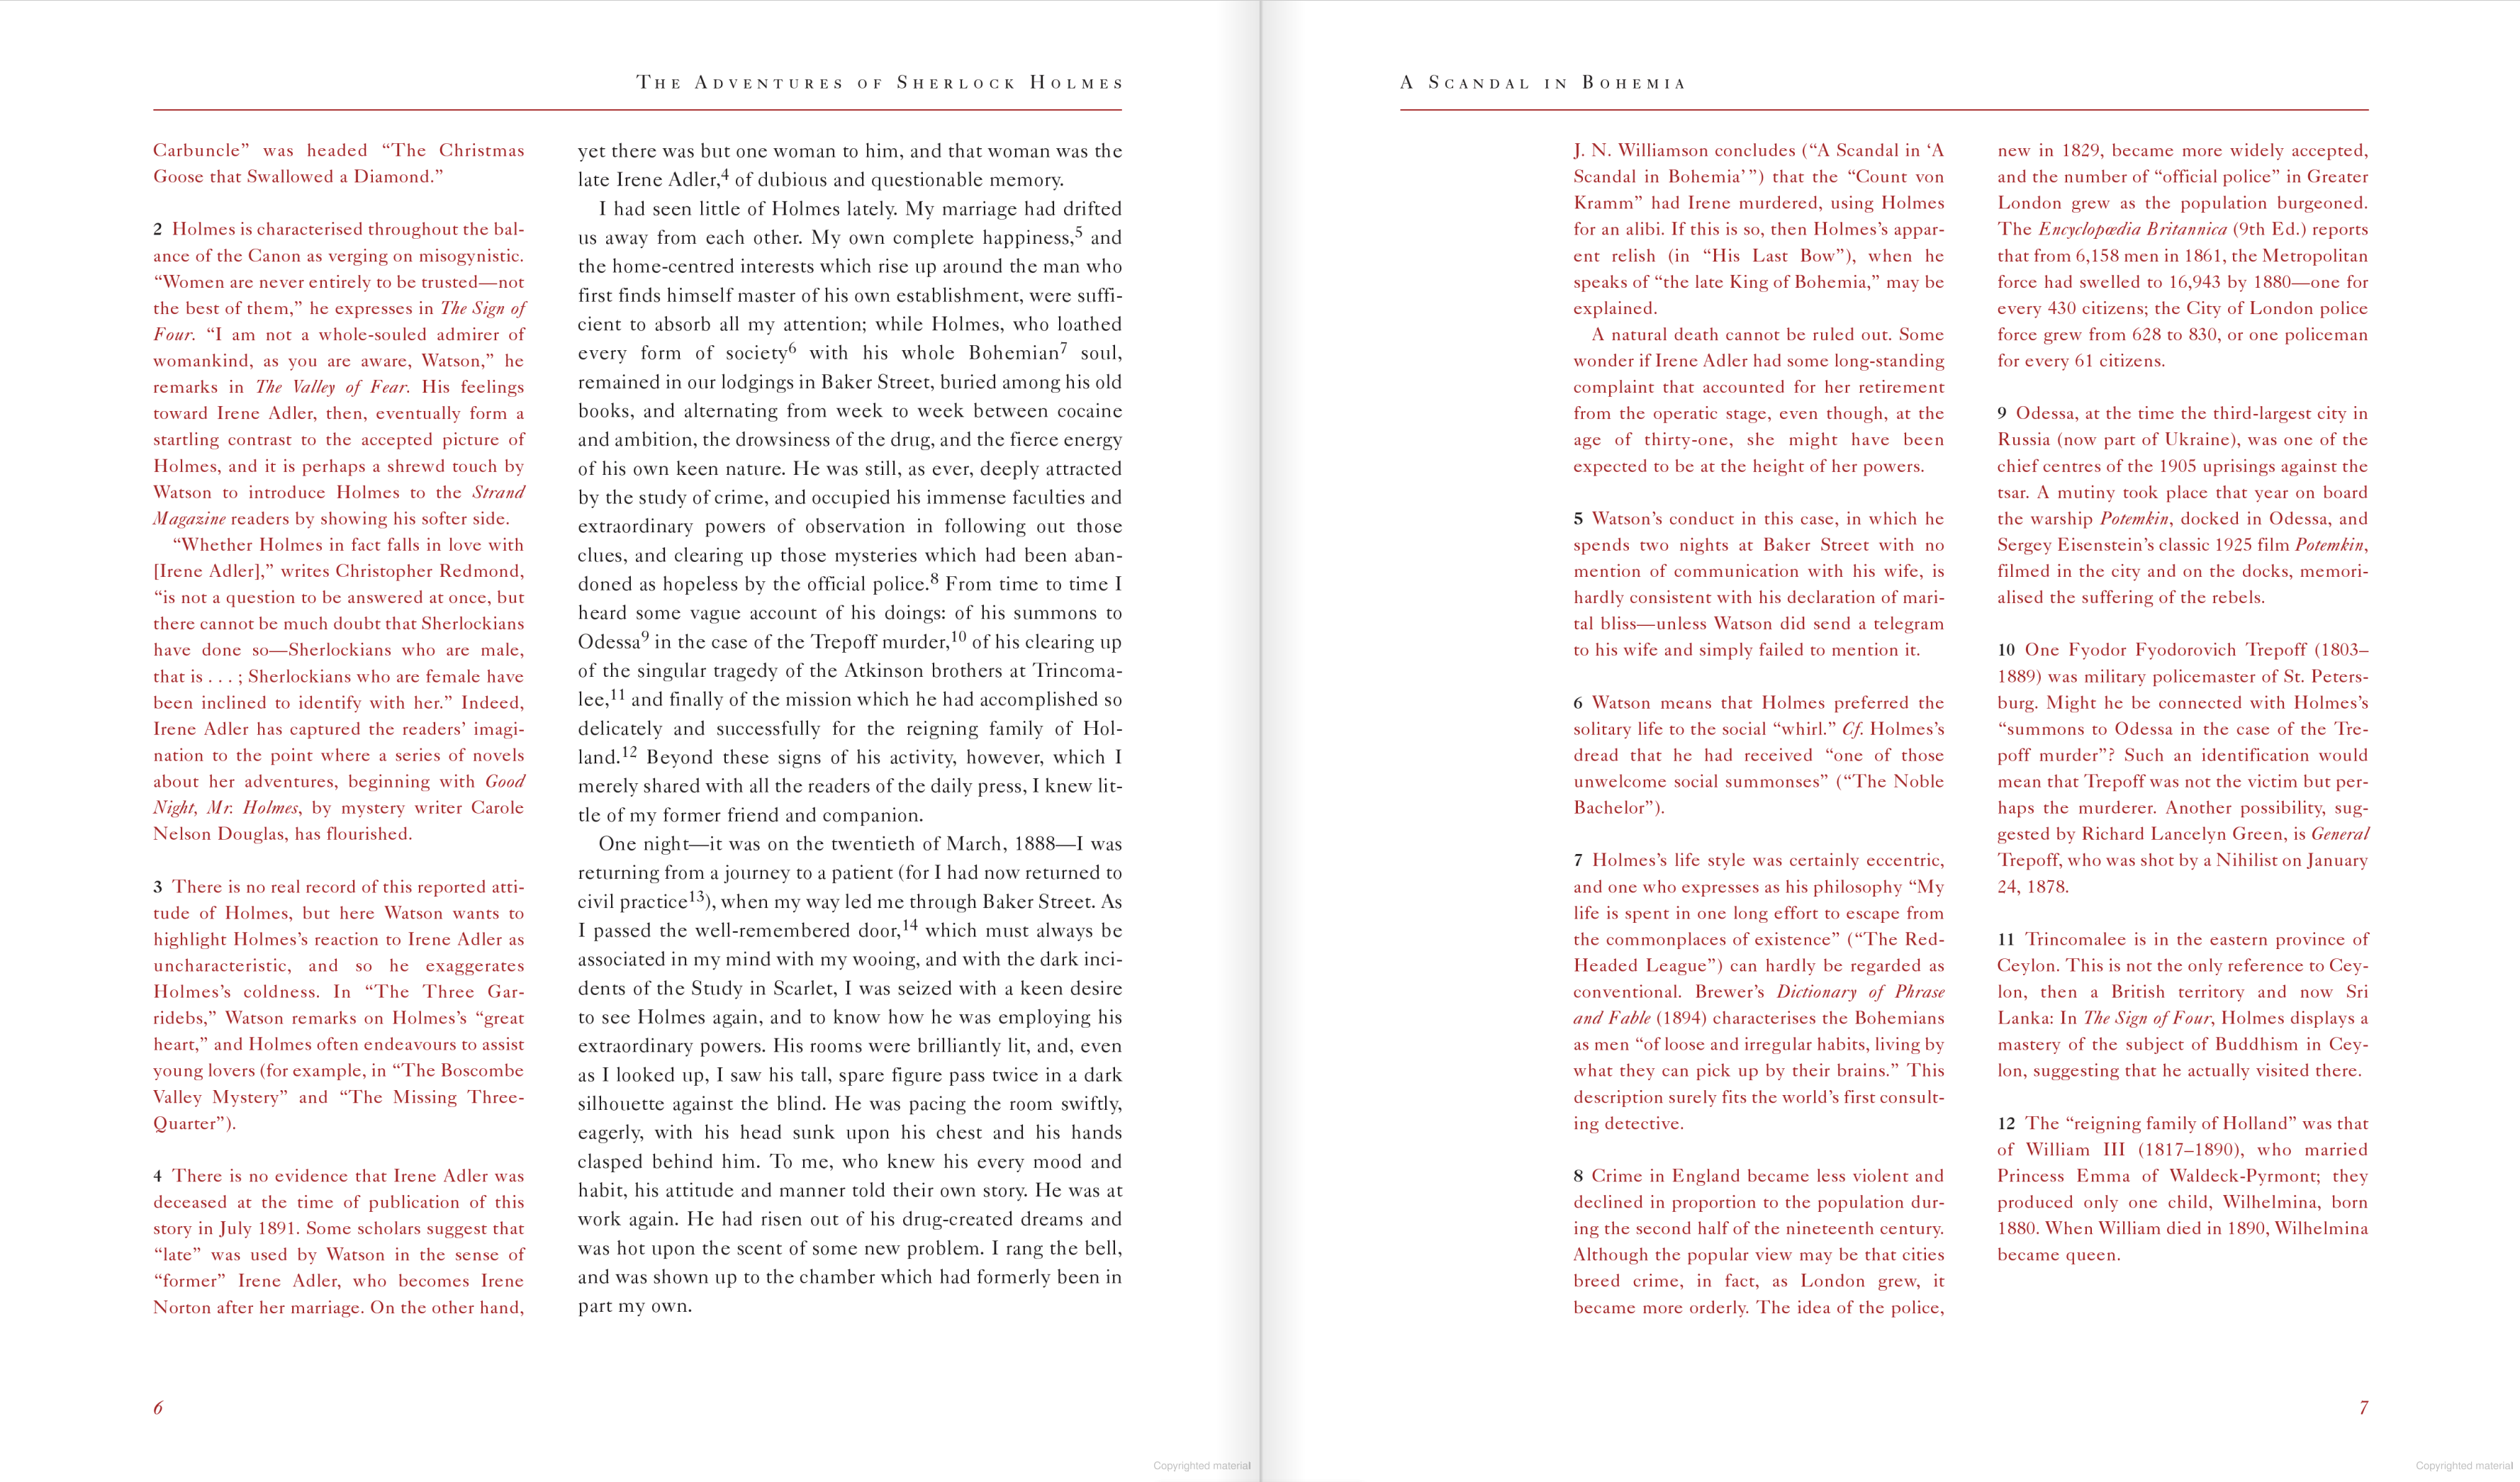 THE ADVENTURES OF SHERLOCK HOLMES
Carbuncle” was headed “The Christmas
Goose that Swallowed a Diamond.”
2 Holmes is characterised throughout the bal-
ance of the Canon as verging on misogynistic.
“Women are never entirely to be trusted—not
the best of them,” he expresses in The Sign of
Four. “I am not a whole-souled admirer of
womankind, as you are aware, Watson,” he
remarks in The Valley of Fear. His feelings
toward Irene Adler, then, eventually form a
startling contrast to the accepted picture of
Holmes, and it is perhaps a shrewd touch by
Watson to introduce Holmes to the Strand
Magazine readers by showing his softer side.
“Whether Holmes in fact falls in love with
[Irene Adler],” writes Christopher Redmond,
“is not a question to be answered at once, but
there cannot be much doubt that Sherlockians
have done so—Sherlockians who are male,
that is . . . ; Sherlockians who are female have
been inclined to identify with her.” Indeed,
Irene Adler has captured the readers’ imagi-
nation to the point where a series of novels
about her adventures, beginning with Good
Night, Mr. Holmes, by mystery writer Carole
Nelson Douglas, has flourished.
3 There is no real record of this reported atti-
tude of Holmes, but here Watson wants to
highlight Holmes’s reaction to Irene Adler as
uncharacteristic, and so he exaggerates
Holmes’s coldness. In “The Three Gar-
ridebs,” Watson remarks on Holmes’s “great
heart,” and Holmes often endeavours to assist
young lovers (for example, in “The Boscombe
Valley Mystery” and “The Missing Three-
Quarter”).
4 There is no evidence that Irene Adler was
deceased at the time of publication of this
story in July 1891. Some scholars suggest that
“late” was used by Watson in the sense of
“former” Irene Adler, who becomes Irene
Norton after her marriage. On the other hand,
yet there was but one woman to him, and that woman was the
late Irene Adler,4 of dubious and questionable memory.
I had seen little of Holmes lately. My marriage had drifted
us away from each other. My own complete happiness,5 and
the home-centred interests which rise up around the man who
first finds himself master of his own establishment, were suffi-
cient to absorb all my attention; while Holmes, who loathed
every form of society6 with his whole Bohemian7 soul,
remained in our lodgings in Baker Street, buried among his old
books, and alternating from week to week between cocaine
and ambition, the drowsiness of the drug, and the fierce energy
of his own keen nature. He was still, as ever, deeply attracted
by the study of crime, and occupied his immense faculties and
extraordinary powers of observation in following out those
clues, and clearing up those mysteries which had been aban-
doned as hopeless by the official police.8 From time to time I
heard some vague account of his doings: of his summons to
Odessa9 in the case of the Trepoff murder,10 of his clearing up
of the singular tragedy of the Atkinson brothers at Trincoma-
lee,11 and finally of the mission which he had accomplished so
delicately and successfully for the reigning family of Hol-
land.12 Beyond these signs of his activity, however, which I
merely shared with all the readers of the daily press, I knew lit-
tle of my former friend and companion.
One night—it was on the twentieth of March, 1888—I was
returning from a journey to a patient (for I had now returned to
civil practice13), when my way led me through Baker Street. As
I passed the well-remembered door,14 which must always be
associated in my mind with my wooing, and with the dark inci-
dents of the Study in Scarlet, I was seized with a keen desire
to see Holmes again, and to know how he was employing his
extraordinary powers. His rooms were brilliantly lit, and, even
as I looked up, I saw his tall, spare figure pass twice in a dark
silhouette against the blind. He was pacing the room swiftly,
eagerly, with his head sunk upon his chest and his hands
clasped behind him. To me, who knew his every mood and
habit, his attitude and manner told their own story. He was at
work again. He had risen out of his drug-created dreams and
was hot upon the scent of some new problem. I rang the bell,
and was shown up to the chamber which had formerly been in
part my own.
6
Copyrighted material
A SCANDAL IN BOHEMIA
J. N. Williamson concludes (“A Scandal in ‘A
Scandal in Bohemia’ ”) that the “Count von
Kramm” had Irene murdered, using Holmes
for an alibi. If this is so, then Holmes’s appar-
ent relish (in “His Last Bow”), when he
speaks of “the late King of Bohemia,” may be
explained.
A natural death cannot be ruled out. Some
wonder if Irene Adler had some long-standing
complaint that accounted for her retirement
from the operatic stage, even though, at the
age of thirty-one, she might have been
expected to be at the height of her powers.
5 Watson’s conduct in this case, in which he
spends two nights at Baker Street with no
mention of communication with his wife, is
hardly consistent with his declaration of mari-
tal bliss—unless Watson did send a telegram
to his wife and simply failed to mention it.
6 Watson means that Holmes preferred the
solitary life to the social “whirl.” Cf. Holmes’s
dread that he had received “one of those
unwelcome social summonses” (“The Noble
Bachelor”).
7 Holmes’s life style was certainly eccentric,
and one who expresses as his philosophy “My
life is spent in one long effort to escape from
the commonplaces of existence” (“The Red-
Headed League”) can hardly be regarded as
conventional. Brewer’s Dictionary of Phrase
and Fable (1894) characterises the Bohemians
as men “of loose and irregular habits, living by
what they can pick up by their brains.” This
description surely fits the world’s first consult-
ing detective.
8 Crime in England became less violent and
declined in proportion to the population dur-
ing the second half of the nineteenth century.
Although the popular view may be that cities
breed crime, in fact, as London grew, it
became more orderly. The idea of the police,
new in 1829, became more widely accepted,
and the number of “official police” in Greater
London grew as the population burgeoned.
The Encyclopædia Britannica (9th Ed.) reports
that from 6,158 men in 1861, the Metropolitan
force had swelled to 16,943 by 1880—one for
every 430 citizens; the City of London police
force grew from 628 to 830, or one policeman
for every 61 citizens.
9 Odessa, at the time the third-largest city in
Russia (now part of Ukraine), was one of the
chief centres of the 1905 uprisings against the
tsar. A mutiny took place that year on board
the warship Potemkin, docked in Odessa, and
Sergey Eisenstein’s classic 1925 film Potemkin,
filmed in the city and on the docks, memori-
alised the suffering of the rebels.
10 One Fyodor Fyodorovich Trepoff (1803–
1889) was military policemaster of St. Peters-
burg. Might he be connected with Holmes’s
“summons to Odessa in the case of the Tre-
poff murder”? Such an identification would
mean that Trepoff was not the victim but per-
haps the murderer. Another possibility, sug-
gested by Richard Lancelyn Green, is General
Trepoff, who was shot by a Nihilist on January
24, 1878.
11 Trincomalee is in the eastern province of
Ceylon. This is not the only reference to Cey-
lon, then a British territory and now Sri
Lanka: In The Sign of Four, Holmes displays a
mastery of the subject of Buddhism in Cey-
lon, suggesting that he actually visited there.
12 The “reigning family of Holland” was that
of William III (1817–1890), who married
Princess Emma of Waldeck-Pyrmont; they
produced only one child, Wilhelmina, born
1880. When William died in 1890, Wilhelmina
became queen.
7
Copyrighted material